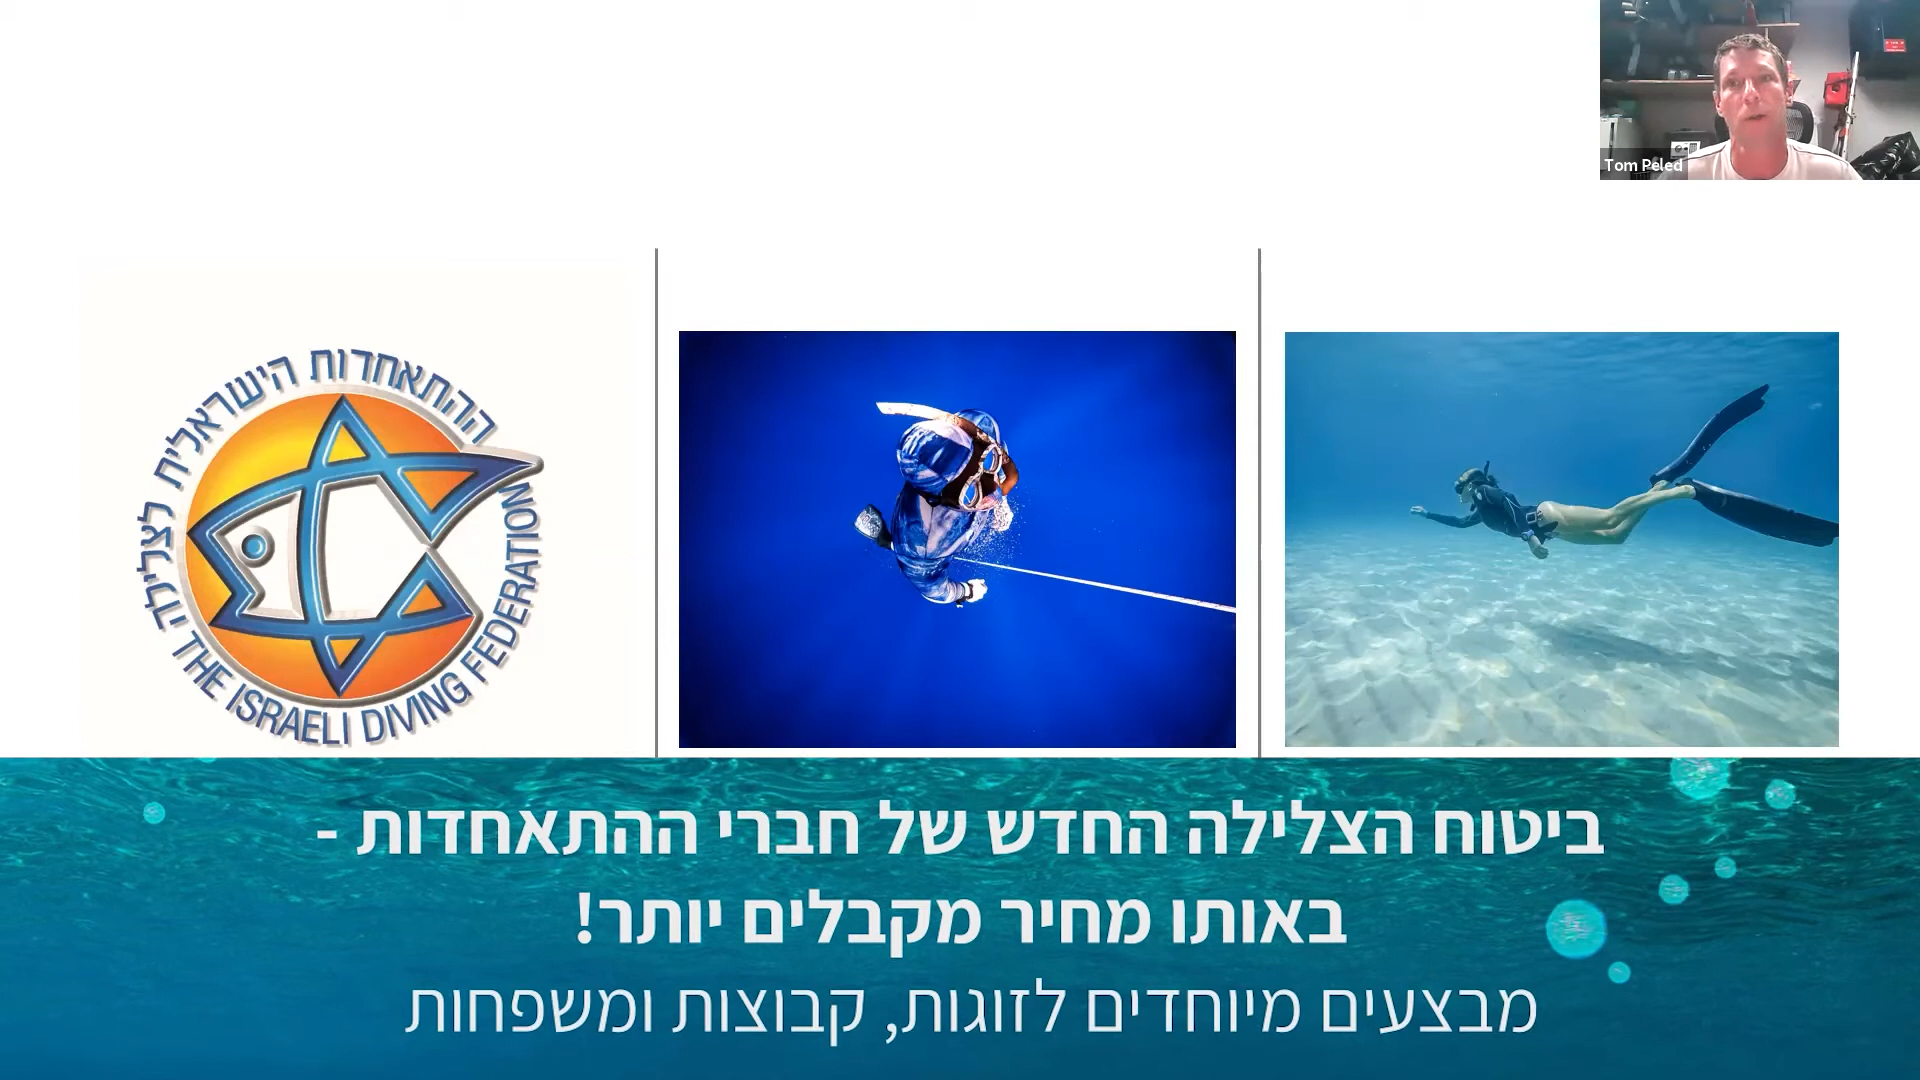 Tom Peled
ההתאחדות הישראלית לצלילה
THE ISRAELI DIVING FEDERATION
ביטוח הצלילה החדש של חברי ההתאחדות -
באותו מחיר מקבלים יותר!
מבצעים מיוחדים לזוגות, קבוצות ומשפחות